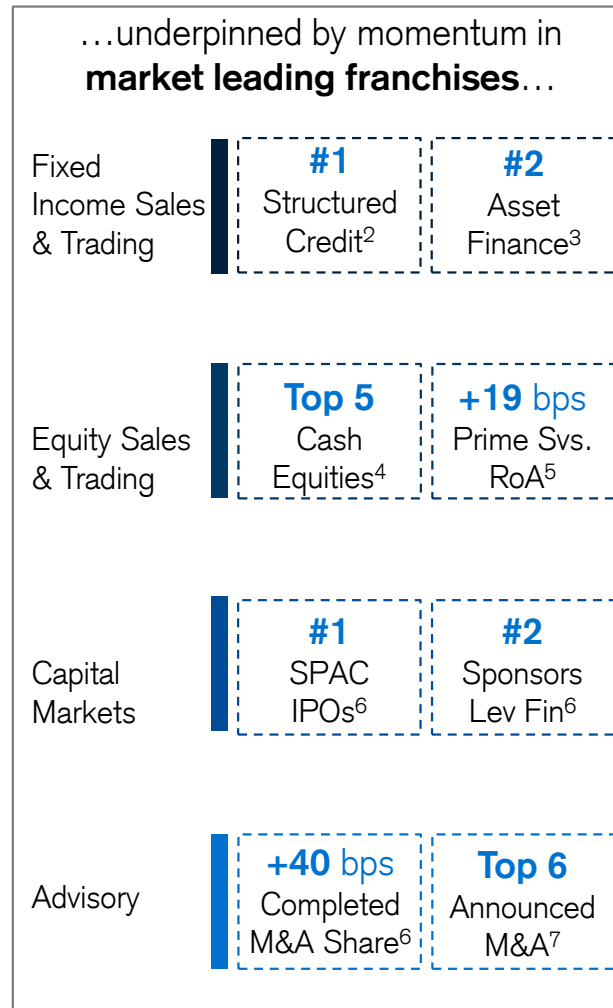 …underpinned by momentum in
market leading franchises…
Fixed
Income Sales
& Trading
#1
Structured
Credit²
#2
Asset
Finance³
Equity Sales
& Trading
Top 5
Cash
Equities⁴
+19 bps
Prime Svs.
RoA⁵
Capital
Markets
#1
SPAC
IPOs⁶
#2
Sponsors
Lev Fin⁶
Advisory
+40 bps
Completed
M&A Share⁶
Top 6
Announced
M&A⁷